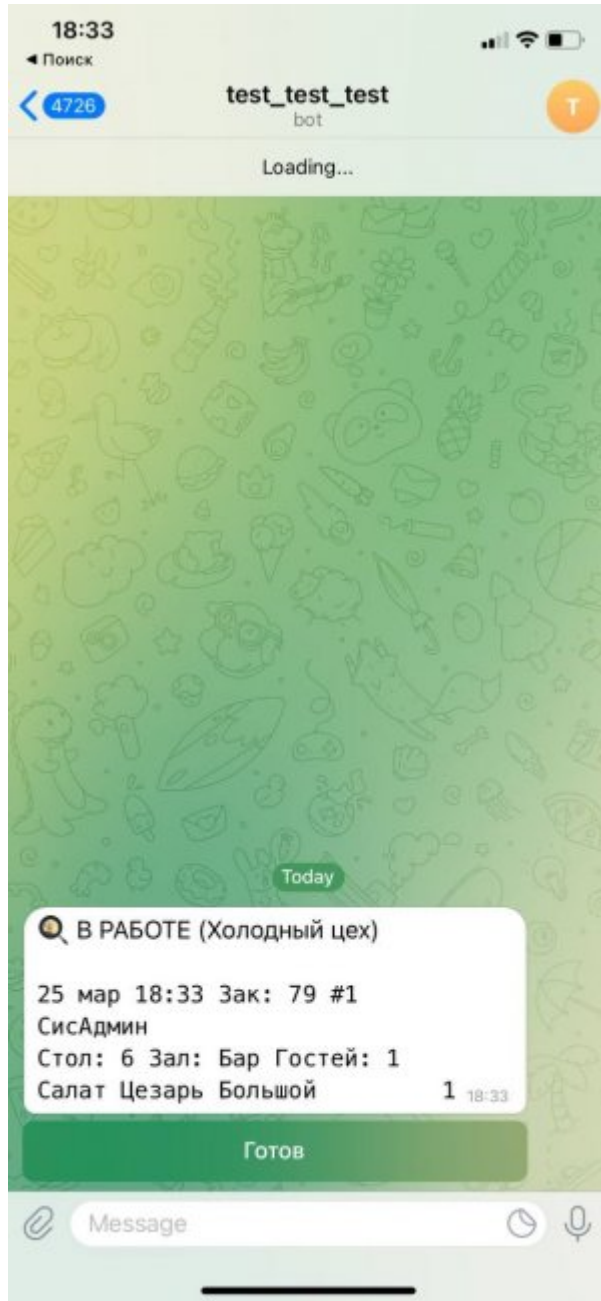 18:33
◀ Поиск
4726
test_test_test
bot
T
Loading...
Today
В РАБОТЕ (Холодный цех)
25 мар 18:33 Зак: 79 #1
СисАдмин
Стол: 6 Зал: Бар Гостей: 1
Салат Цезарь Большой 1 18:33
Готов
Message